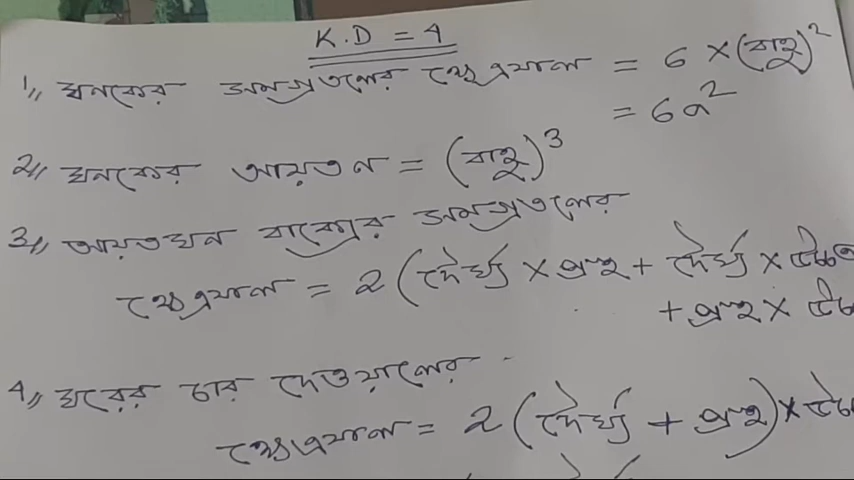 K.D = 4
1) ঘনকের সমগ্রতলের ক্ষেত্রফল = 6 × (বাহু)²
= 6a²
2) ঘনকের আয়তন = (বাহু)³
3) আয়তঘন বাক্সের সমগ্রতলের
ক্ষেত্রফল = 2 (দৈর্ঘ্য × প্রস্থ + দৈর্ঘ্য ×
+ প্রস্থ ×
4) ঘরের চার দেওয়ালের
ক্ষেত্রফল = 2 (দৈর্ঘ্য + প্রস্থ) ×